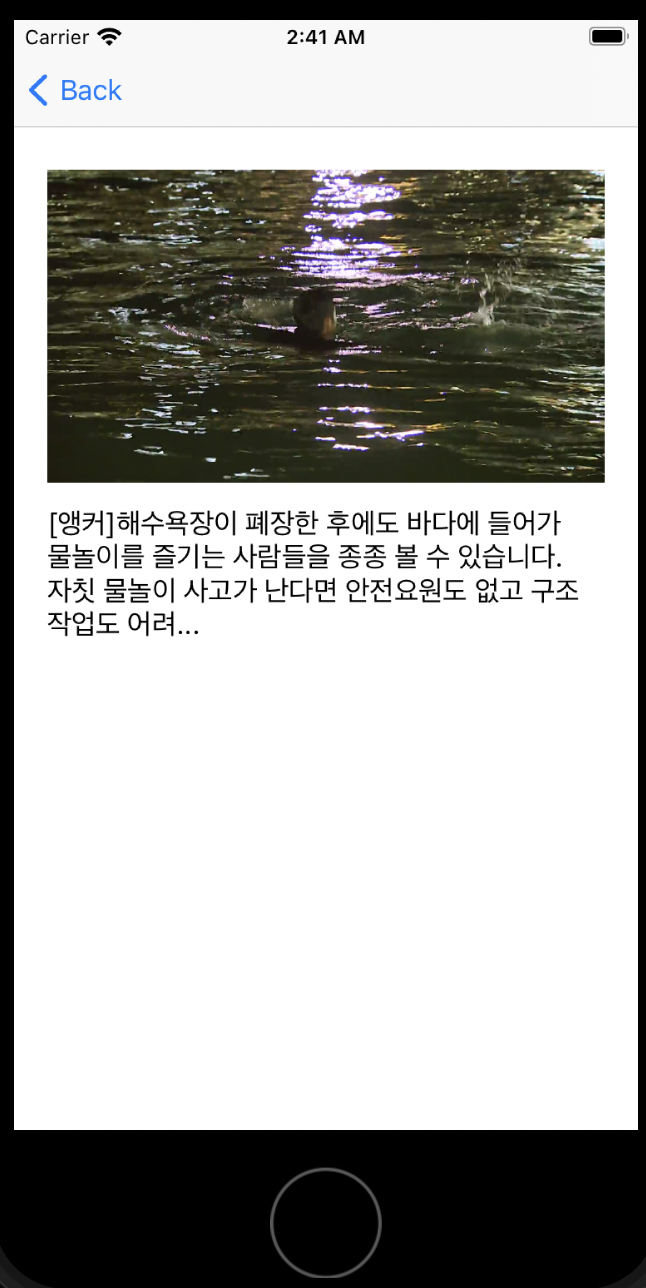 Carrier 2:41 AM
Back
[앵커]해수욕장이 폐장한 후에도 바다에 들어가
물놀이를 즐기는 사람들을 종종 볼 수 있습니다.
자칫 물놀이 사고가 난다면 안전요원도 없고 구조
작업도 어려...